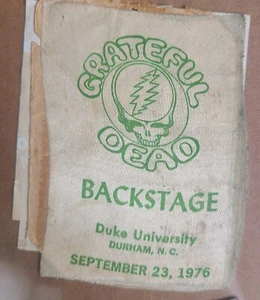 GRATEFUL
DEAD
BACKSTAGE
Duke University
DURHAM, N. C.
SEPTEMBER 23, 1976